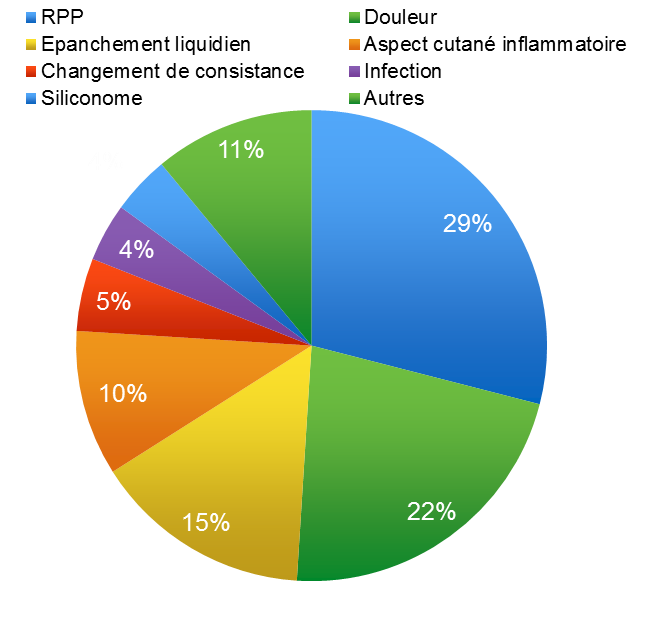 RPP
Douleur
Epanchement liquidien
Aspect cutané inflammatoire
Changement de consistance
Infection
Siliconome
Autres
11%
29%
4%
5%
10%
15%
22%